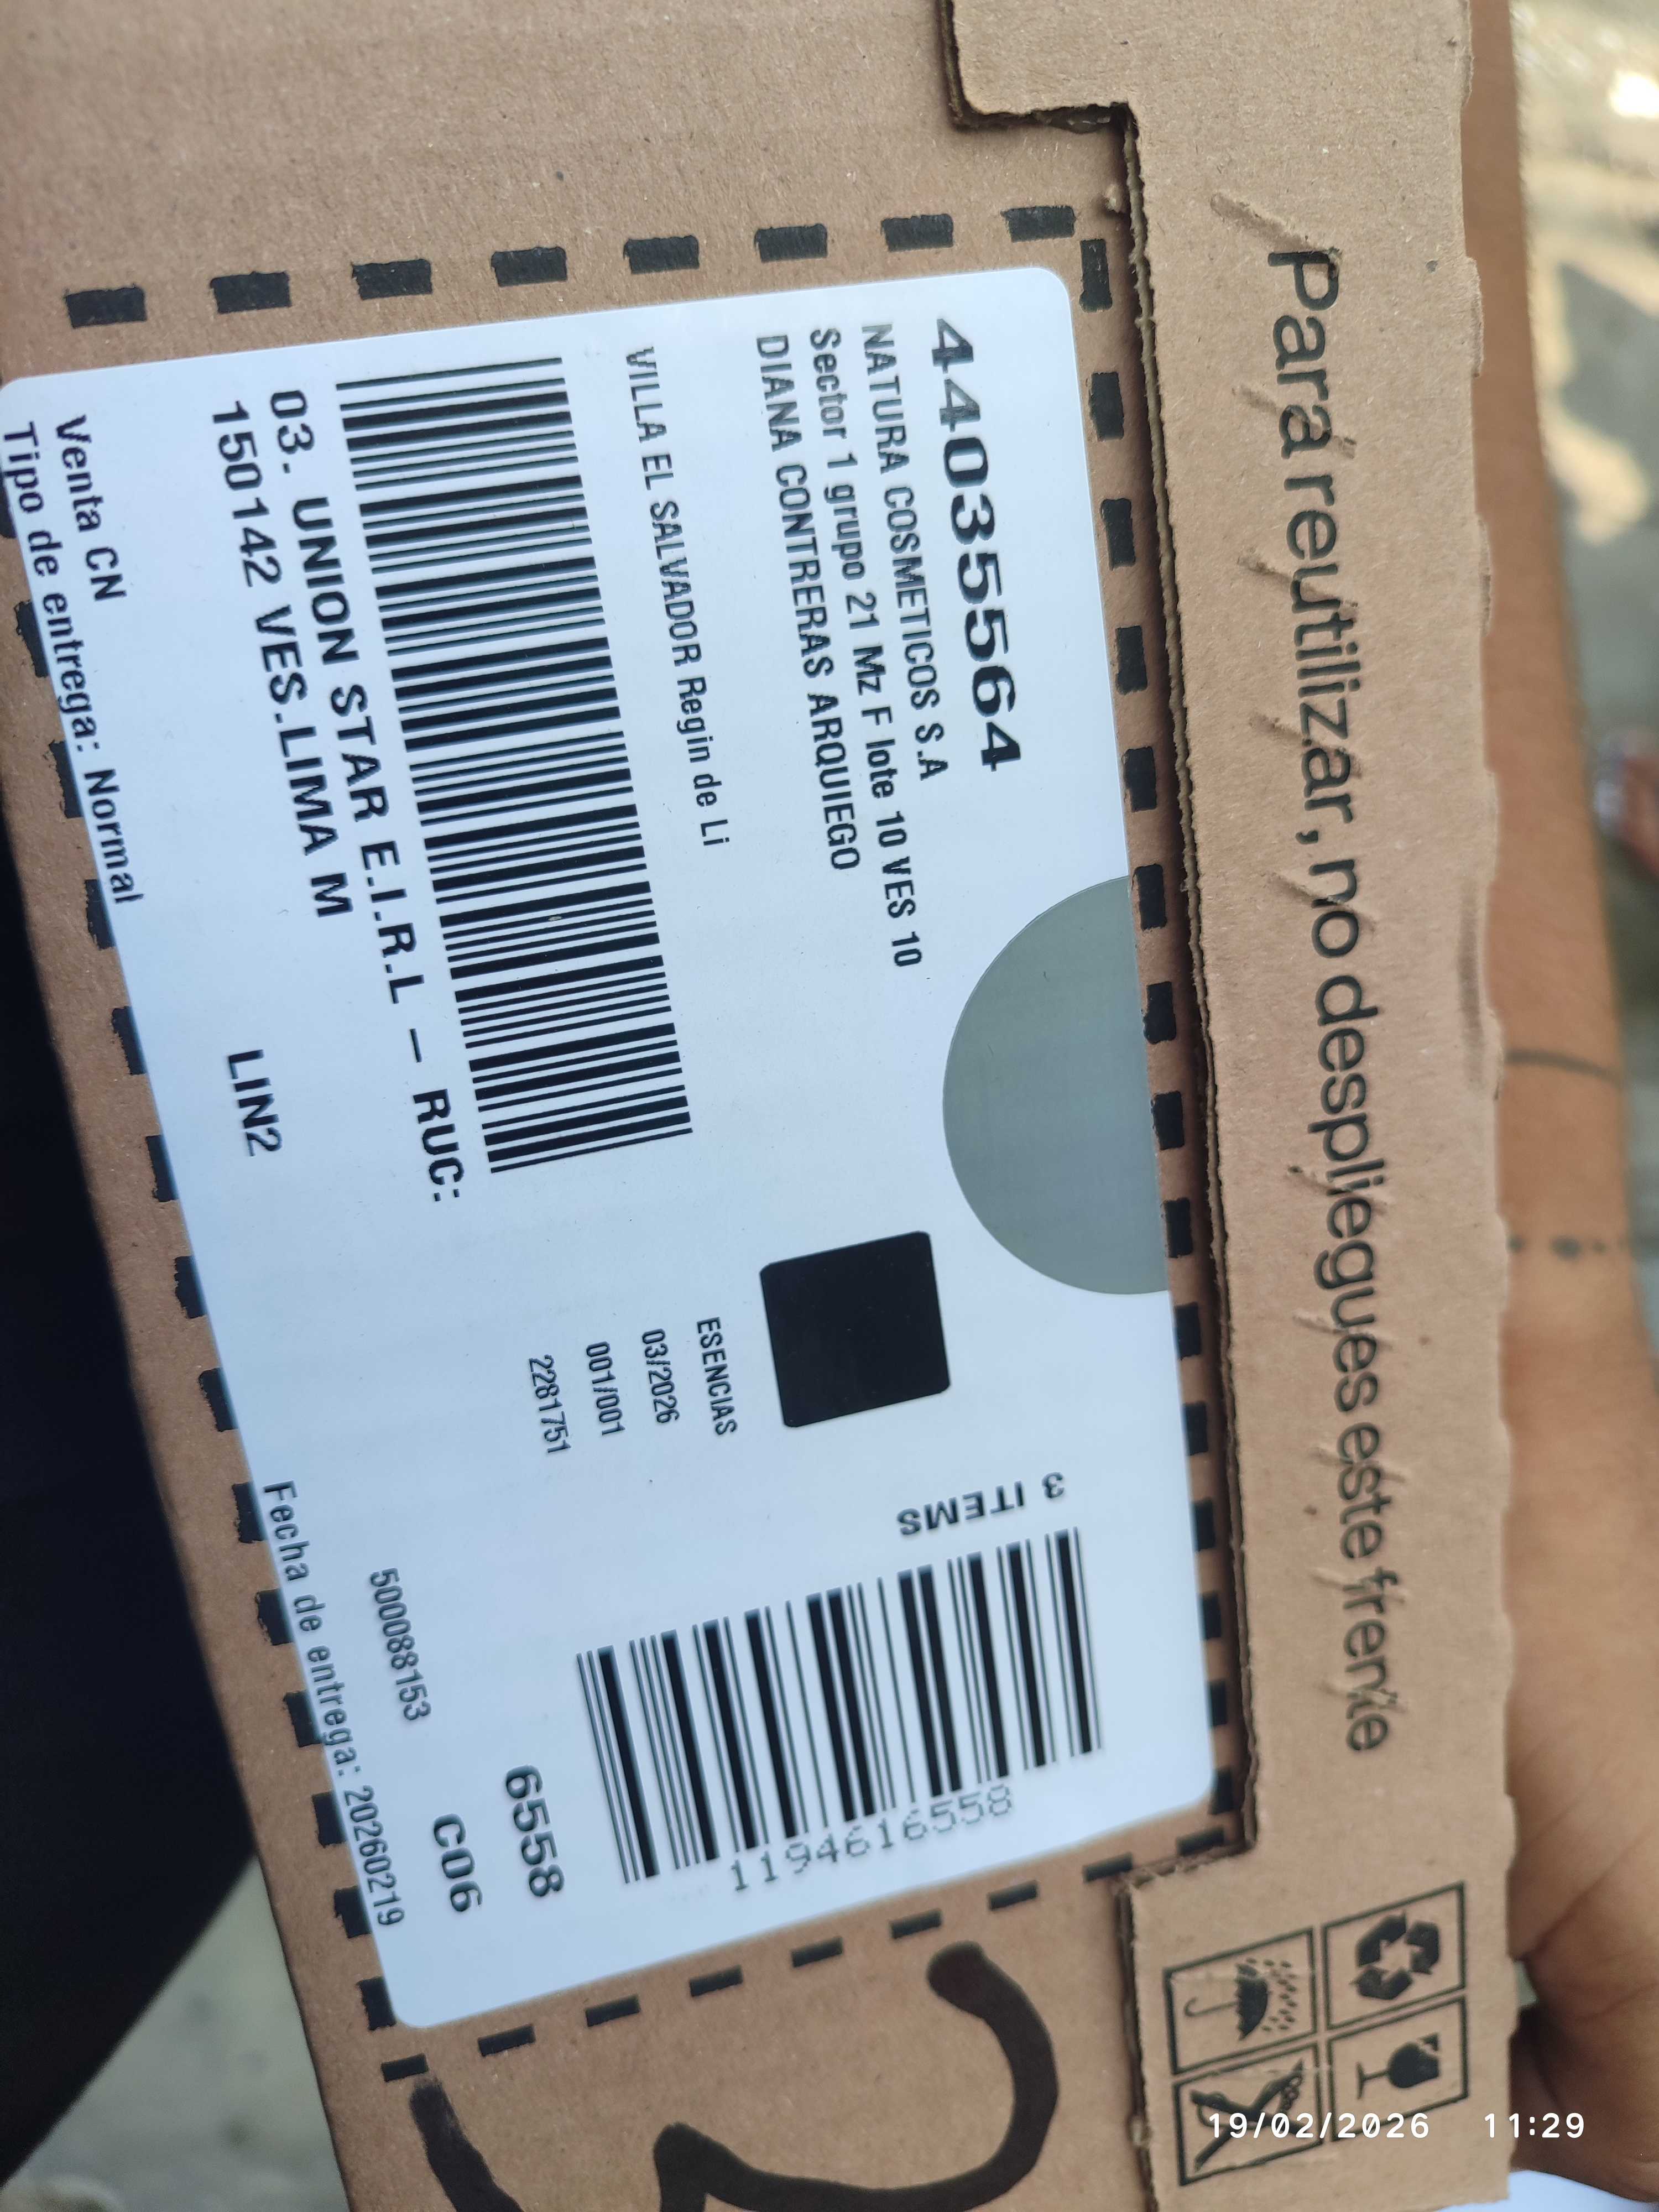 Para reutilizar, no despliegues este frente
44035564
NATURA COSMETICOS S.A
Sector 1 grupo 21 Mz F lote 10 VES 10
DIANA CONTRERAS ARQUIEGO
VILLA EL SALVADOR Regin de Li
03. UNION STAR E.I.R.L - RUC:
150142 VES.LIMA M
LIN2
Venta CN
Tipo de entrega: Normal
3 ITEMS
1194616558
ESENCIAS
03/2026
001/001
2281751
6558
C06
500088153
Fecha de entrega: 20260219
19/02/2026 11:29